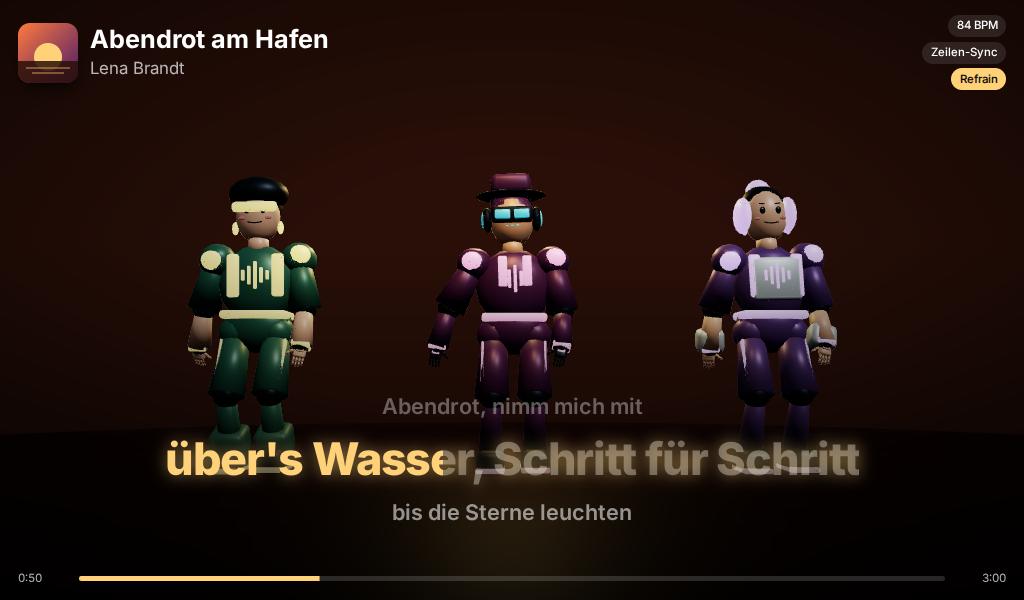 Abendrot am Hafen
Lena Brandt
84 BPM
Zeilen-Sync
Refrain
Abendrot, nimm mich mit
über's Wasser, Schritt für Schritt
bis die Sterne leuchten
0:50
3:00